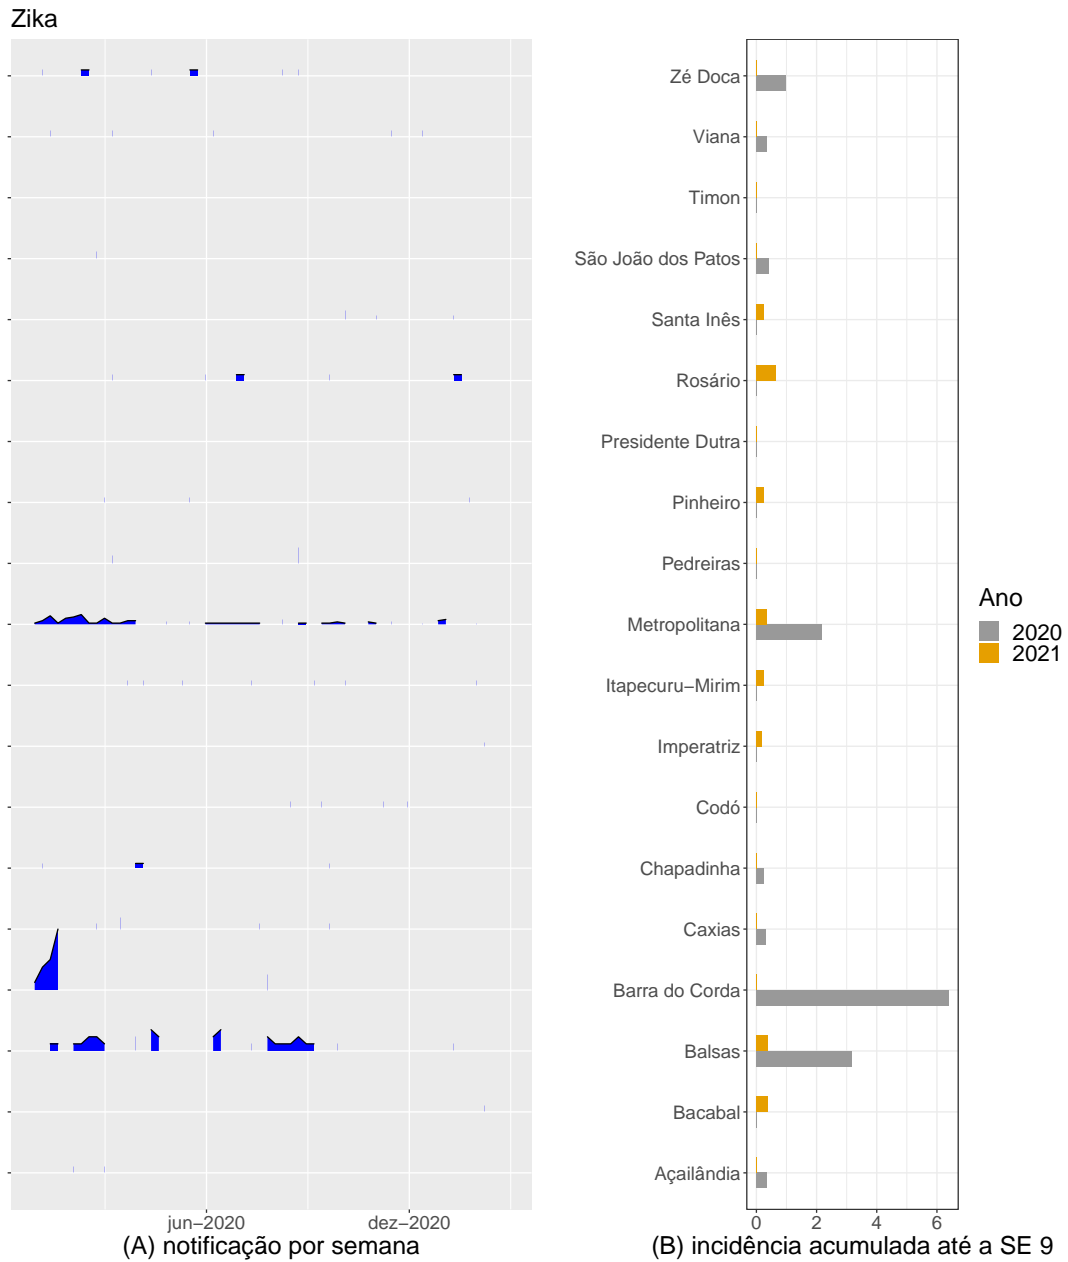 Zika
Zé Doca
Viana
Timon
São João dos Patos
Santa Inês
Rosário
Presidente Dutra
Pinheiro
Pedreiras
Metropolitana
Itapecuru−Mirim
Imperatriz
Codó
Chapadinha
Caxias
Barra do Corda
Balsas
Bacabal
Açailândia
jun−2020 dez−2020
(A) notificação por semana
0 2 4 6
(B) incidência acumulada até a SE 9
Ano
2020
2021